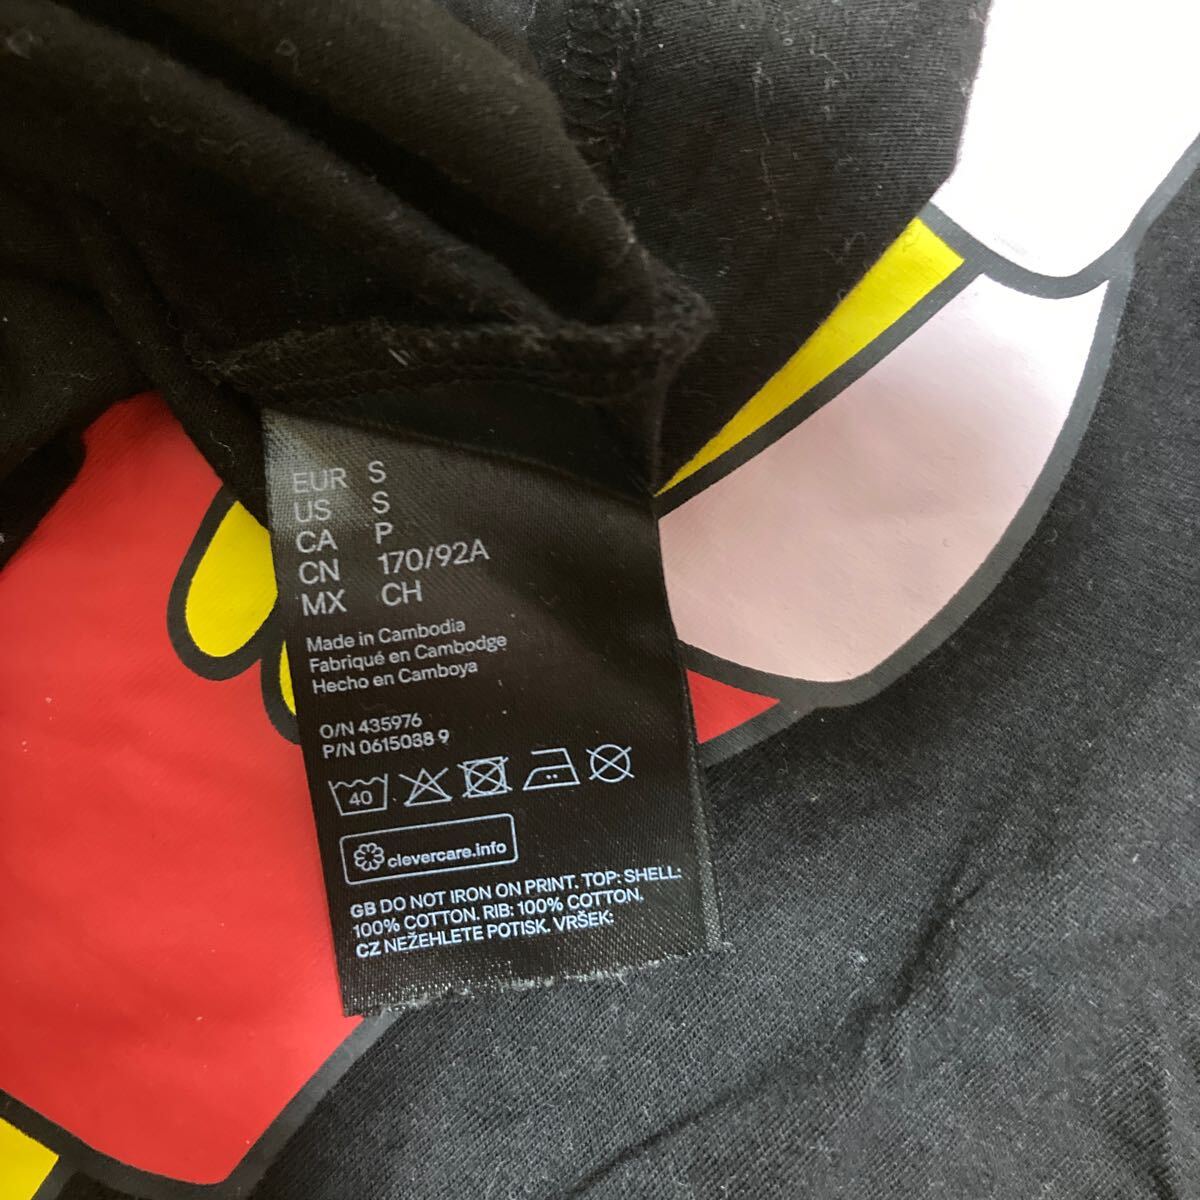 EUR S
US S
CA P
CN 170/92A
MX CH
Made in Cambodia
Fabriqué en Cambodge
Hecho en Camboya
O/N 435976
P/N 0615038 9
40
clevercare.info
GB DO NOT IRON ON PRINT. TOP: SHELL:
100% COTTON. RIB: 100% COTTON.
CZ NEŽEHLETE POTISK. VRŠEK: